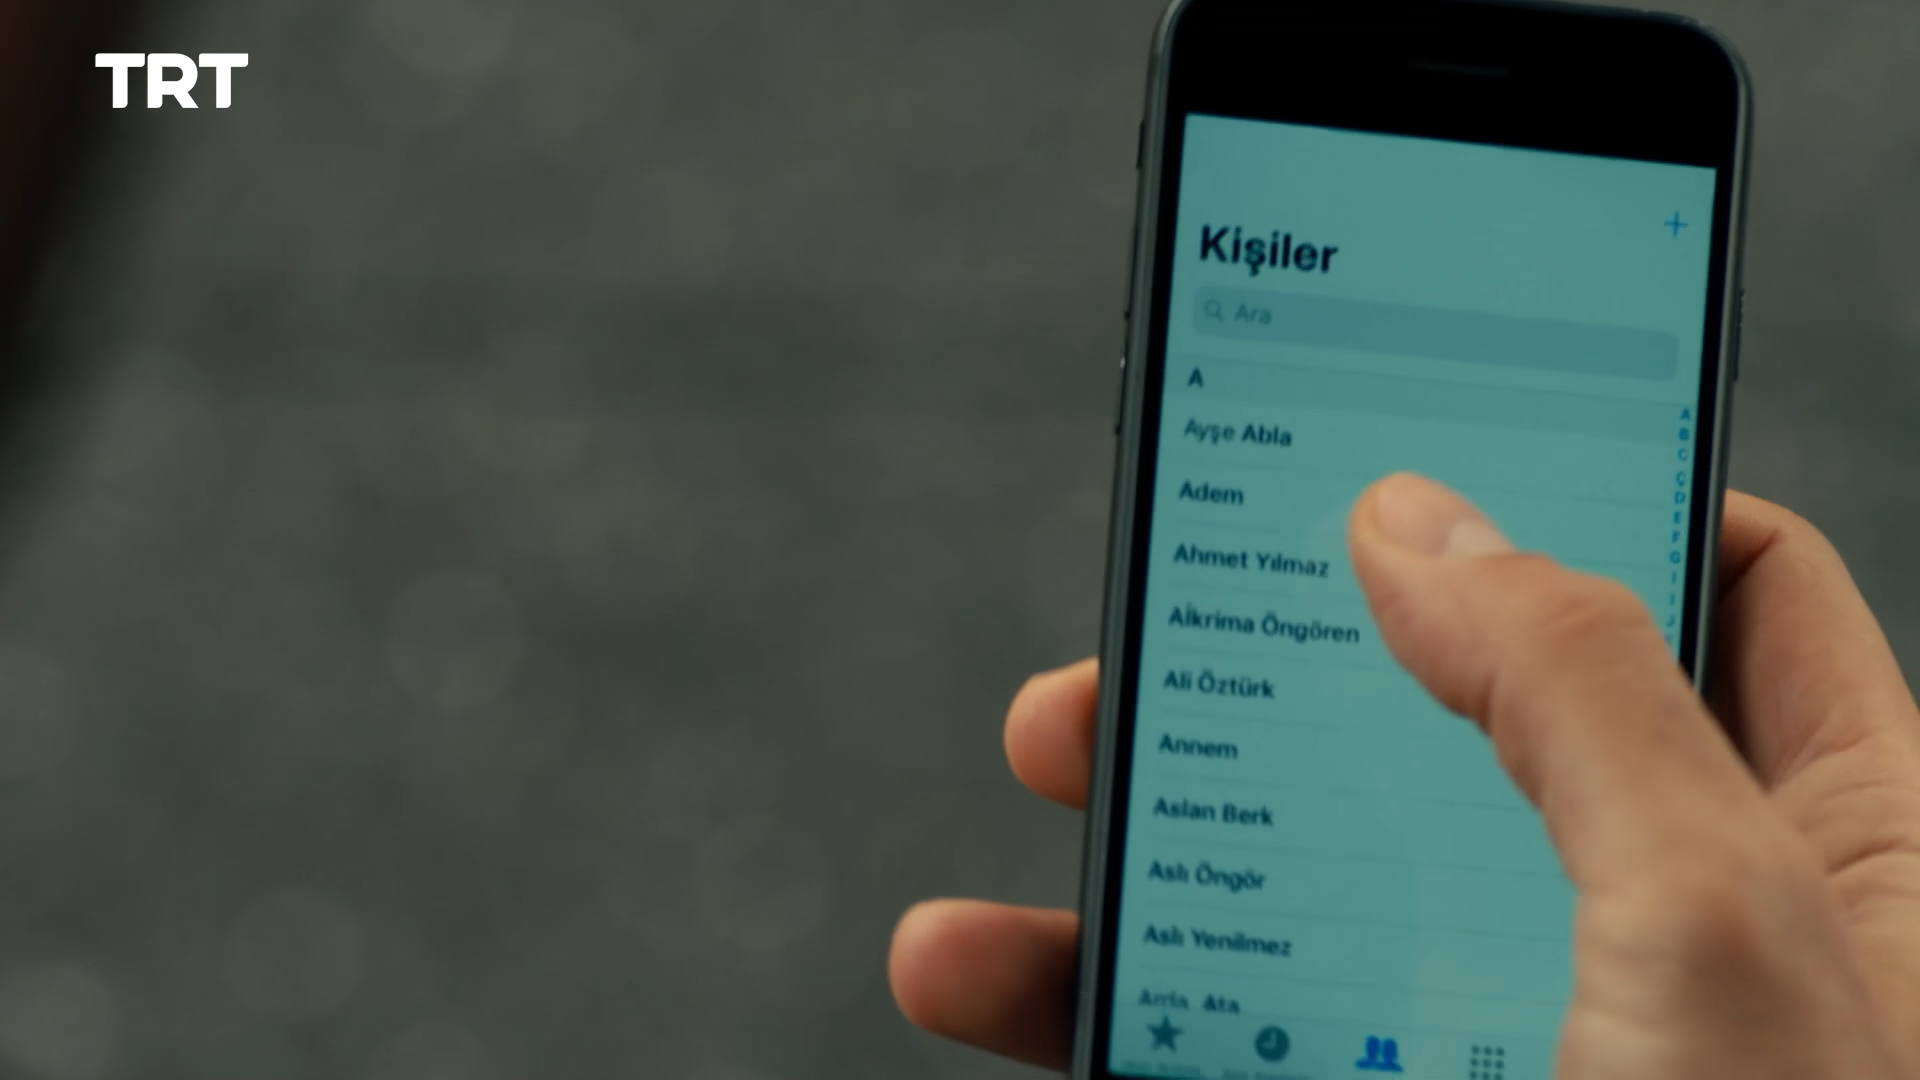 TRT
+
Kişiler
Ara
A
Ayşe Abla
Adem
Ahmet Yılmaz
Alkrima Öngören
Ali Öztürk
Annem
Aslan Berk
Aslı Öngör
Aslı Yenilmez
Ata
A
B
C
Ç
D
E
F
G
I
İ
J